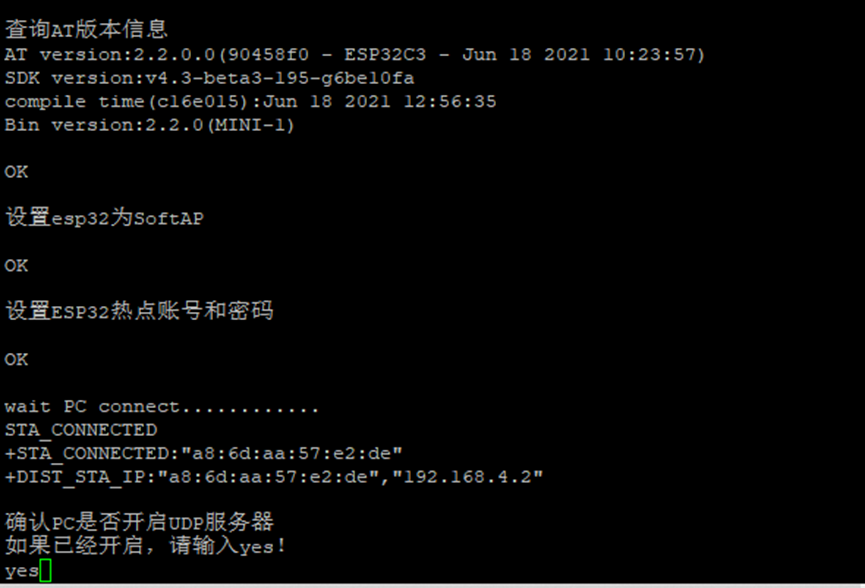 查询AT版本信息
AT version:2.2.0.0(90458f0 - ESP32C3 - Jun 18 2021 10:23:57)
SDK version:v4.3-beta3-195-g6be10fa
compile time(c16e015):Jun 18 2021 12:56:35
Bin version:2.2.0(MINI-1)
OK
设置esp32为SoftAP
OK
设置ESP32热点账号和密码
OK
wait PC connect............
STA_CONNECTED
+STA_CONNECTED:"a8:6d:aa:57:e2:de"
+DIST_STA_IP:"a8:6d:aa:57:e2:de","192.168.4.2"
确认PC是否开启UDP服务器
如果已经开启，请输入yes!
yes